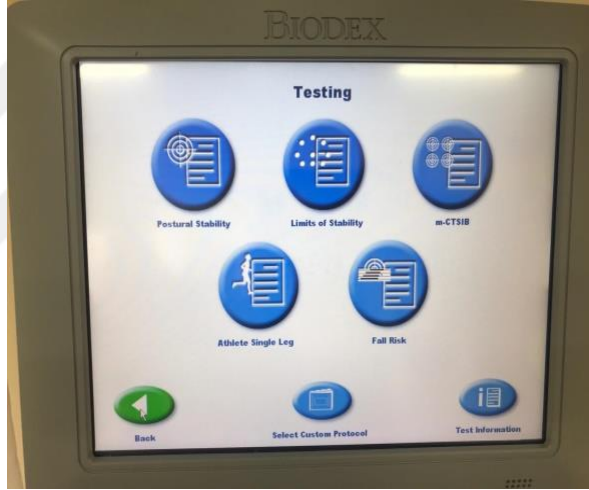 BIODEX
Testing
Postural Stability
Limits of Stability
m-CTSIB
Athlete Single Leg
Fall Risk
Back
Select Custom Protocol
Test Information